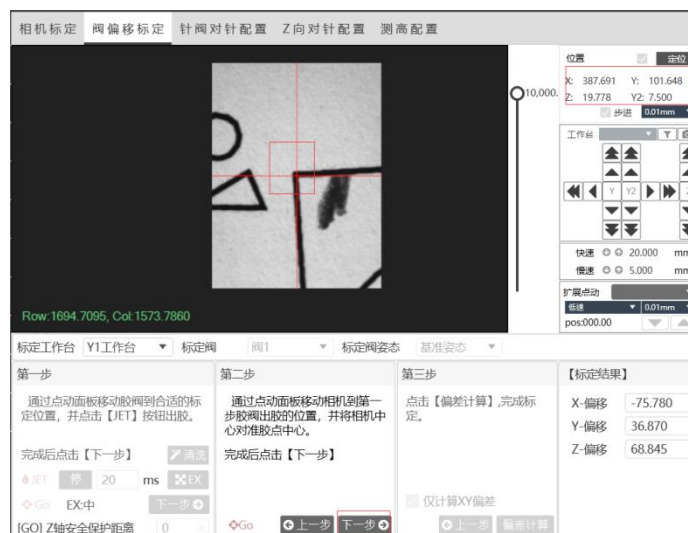 相机标定 阀偏移标定 针阀对针配置 Z向对针配置 测高配置
位置 定位
X: 387.691 Y: 101.648
Z: 19.778 Y2: 7.500
步进 0.01mm
10,000.
工作台
Y Y2
快速 20.000 mm
慢速 5.000 mm
扩展点动
低速 0.01mm
pos:000.00
Row:1694.7095, Col:1573.7860
标定工作台 Y1工作台 标定阀 阀1 标定阀姿态 基准姿态
第一步
通过点动面板移动胶阀到合适的标
定位置，并点击【JET】按钮出胶。
完成后点击【下一步】 清洗
JET 停 20 ms EX
Go EX:中 下一步
[GO] Z轴安全保护距离 0
第二步
通过点动面板移动相机到第一
步胶阀出胶的位置，并将相机中
心对准胶点中心。
完成后点击【下一步】
Go 上一步 下一步
第三步
点击【偏差计算】,完成标
定。
仅计算XY偏差
上一步 偏差计算
【标定结果】
X-偏移 -75.780
Y-偏移 36.870
Z-偏移 68.845